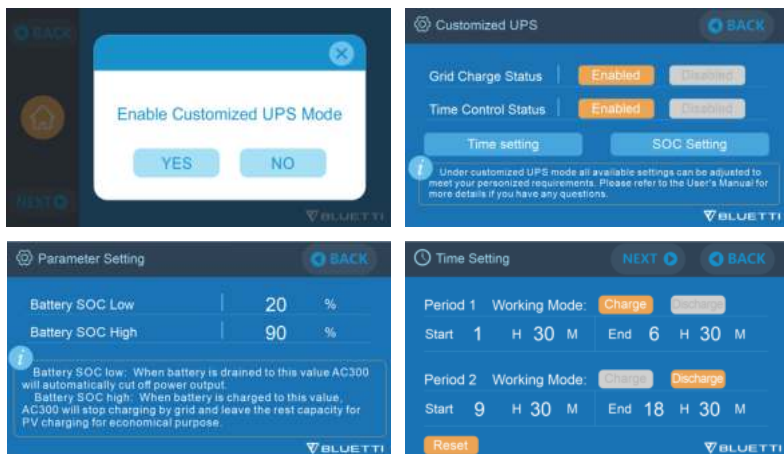 BACK
Enable Customized UPS Mode
YES NO
NEXT
BLUETTI
Customized UPS BACK
Grid Charge Status Enabled Disabled
Time Control Status Enabled Disabled
Time setting SOC Setting
Under customized UPS mode all available settings can be adjusted to
meet your personized requirements. Please refer to the User's Manual for
more details if you have any questions.
BLUETTI
Parameter Setting BACK
Battery SOC Low 20 %
Battery SOC High 90 %
Battery SOC low: When battery is drained to this value AC300
will automatically cut off power output.
Battery SOC high: When battery is charged to this value,
AC300 will stop charging by grid and leave the rest capacity for
PV charging for economical purpose.
BLUETTI
Time Setting NEXT BACK
Period 1 Working Mode: Charge Discharge
Start 1 H 30 M End 6 H 30 M
Period 2 Working Mode: Charge Discharge
Start 9 H 30 M End 18 H 30 M
Reset
BLUETTI